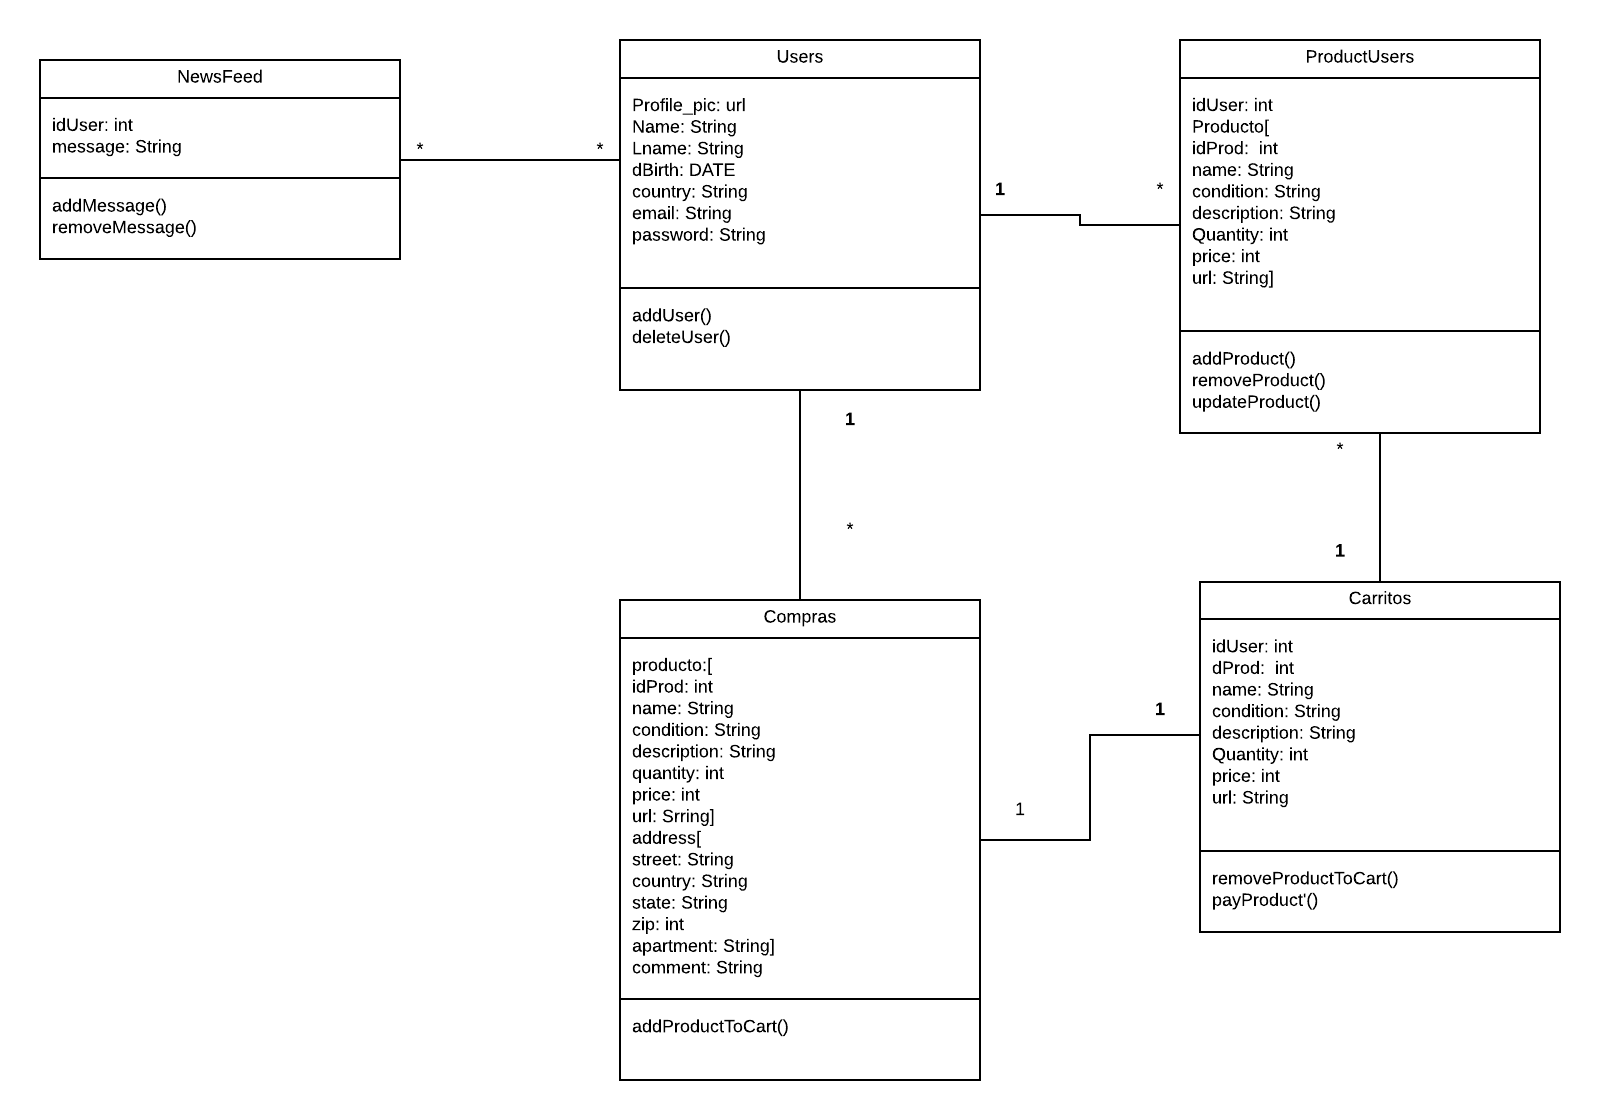 NewsFeed
idUser: int
message: String
addMessage()
removeMessage()
*
*
Users
Profile_pic: url
Name: String
Lname: String
dBirth: DATE
country: String
email: String
password: String
addUser()
deleteUser()
1
*
ProductUsers
idUser: int
Producto[
idProd:  int
name: String
condition: String
description: String
Quantity: int
price: int
url: String]
addProduct()
removeProduct()
updateProduct()
1
*
*
1
Compras
producto:[
idProd: int
name: String
condition: String
description: String
quantity: int
price: int
url: Srring]
address[
street: String
country: String
state: String
zip: int
apartment: String]
comment: String
addProductToCart()
1
1
Carritos
idUser: int
dProd:  int
name: String
condition: String
description: String
Quantity: int
price: int
url: String
removeProductToCart()
payProduct'()